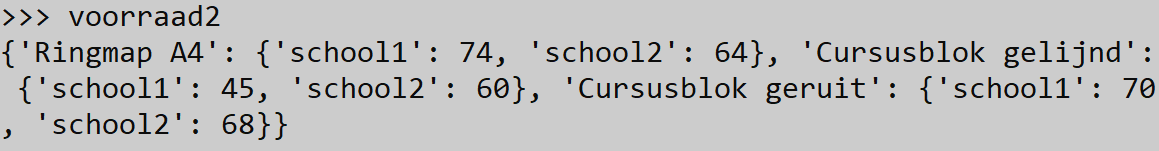 >>> voorraad2
{'Ringmap A4': {'school1': 74, 'school2': 64}, 'Cursusblok gelijnd':
 {'school1': 45, 'school2': 60}, 'Cursusblok geruit': {'school1': 70
, 'school2': 68}}